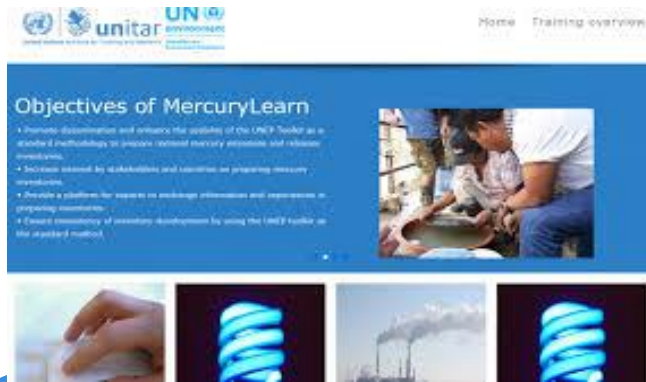 unitar
UN
environment
Home Training overview
Objectives of MercuryLearn
• Promote dissemination and enhance the updates of the UNEP Toolkit as a
standard methodology to prepare national mercury emissions and releases
inventories.
• Increase interest by stakeholders and countries on preparing mercury
inventories.
• Provide a platform for experts to exchange information and experiences in
preparing inventories.
• Ensure consistency of inventory development by using the UNEP toolkit as
the standard method.